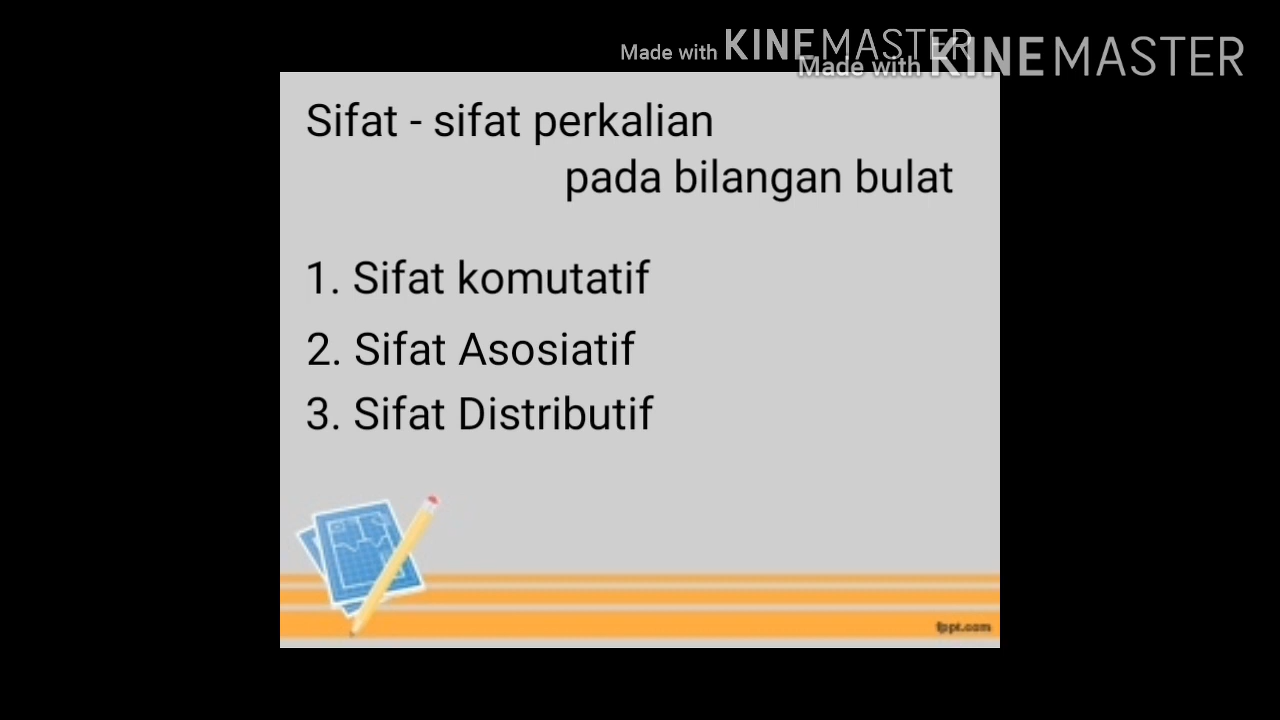 Made with KINEMASTER
Made with KINEMASTER
Sifat - sifat perkalian
pada bilangan bulat
1. Sifat komutatif
2. Sifat Asosiatif
3. Sifat Distributif
fppt.com